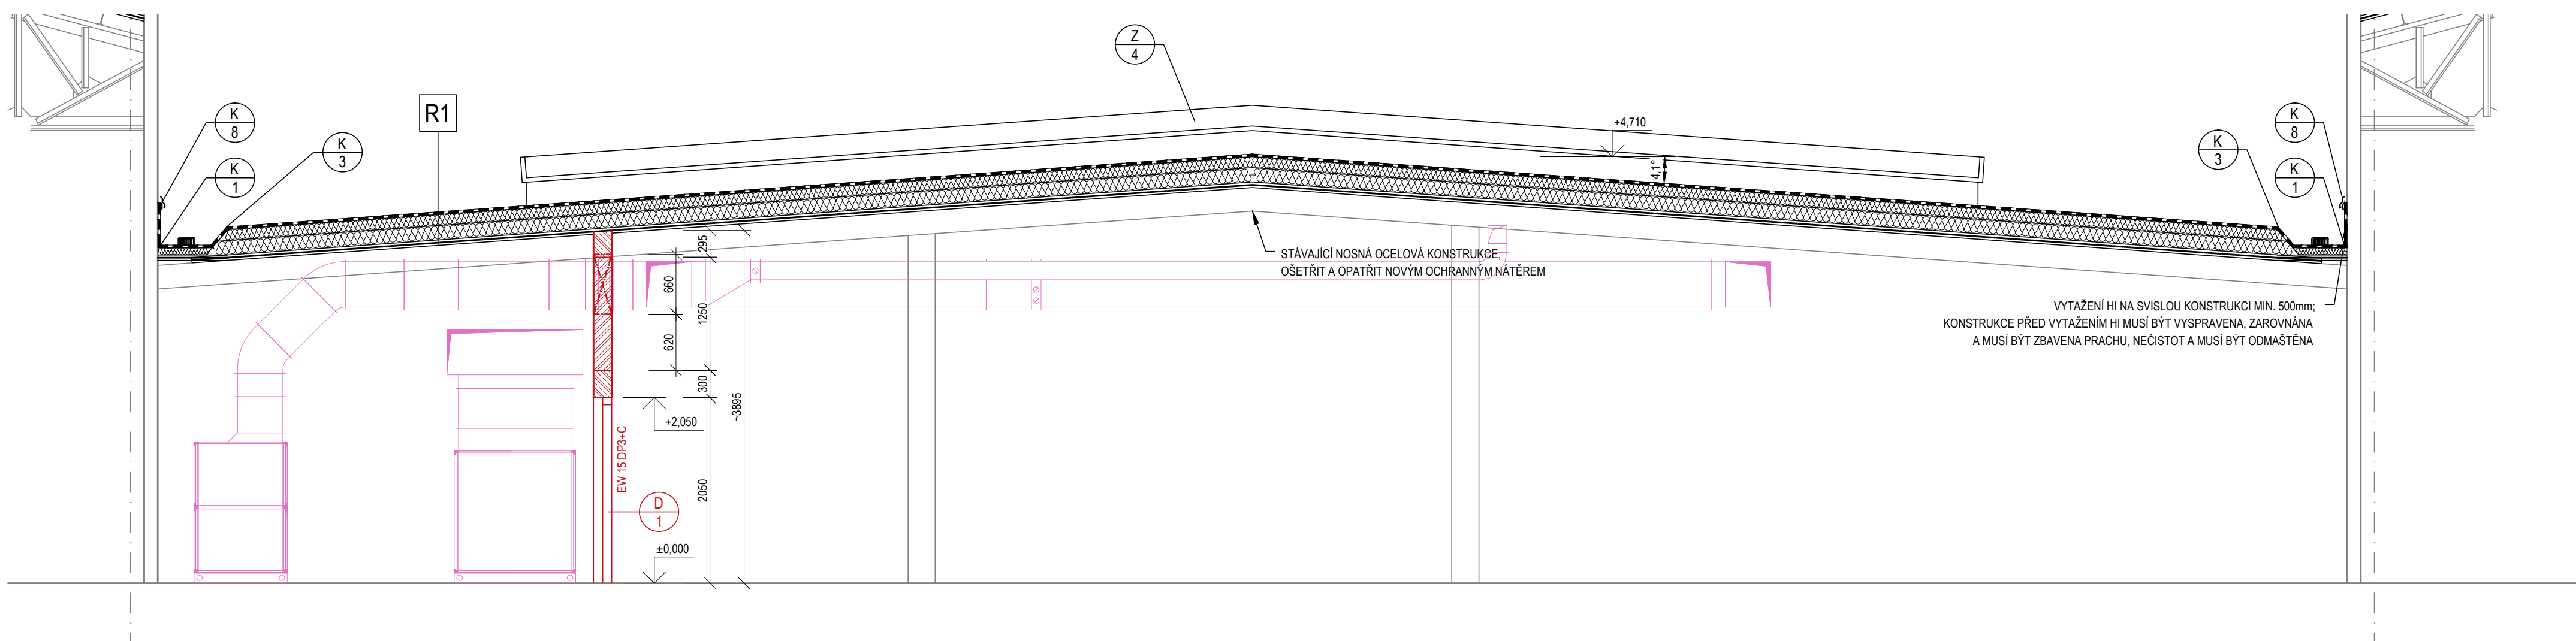 Z
4
K
8
R1
K
3
K
1
+4,710
4,1°
K
8
K
3
K
1
295
STÁVAJÍCÍ NOSNÁ OCELOVÁ KONSTRUKCE,
OŠETŘIT A OPATŘIT NOVÝM OCHRANNÝM NÁTĚREM
660
1250
620
300
~3895
VYTAŽENÍ HI NA SVISLOU KONSTRUKCI MIN. 500mm;
KONSTRUKCE PŘED VYTAŽENÍM HI MUSÍ BÝT VYSPRAVENA, ZAROVNÁNA
A MUSÍ BÝT ZBAVENA PRACHU, NEČISTOT A MUSÍ BÝT ODMAŠTĚNA
+2,050
EW 15 DP3+C
2050
D
1
±0,000